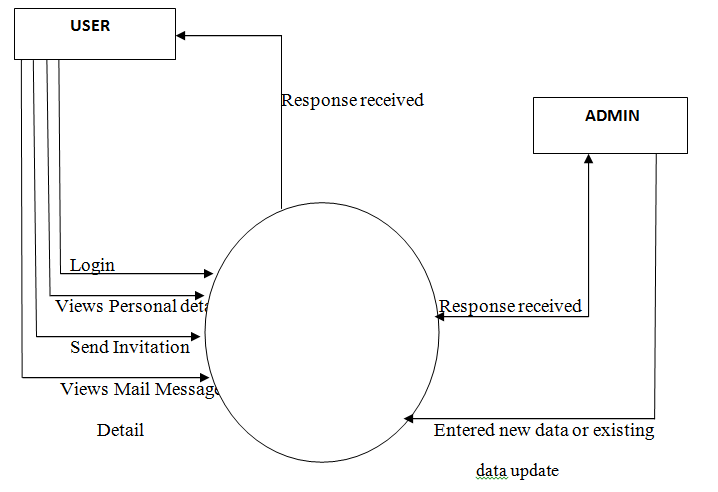 USER
Response received
ADMIN
Login
Views Personal deta
Response received
Send Invitation
Views Mail Message
Detail
Entered new data or existing
data update